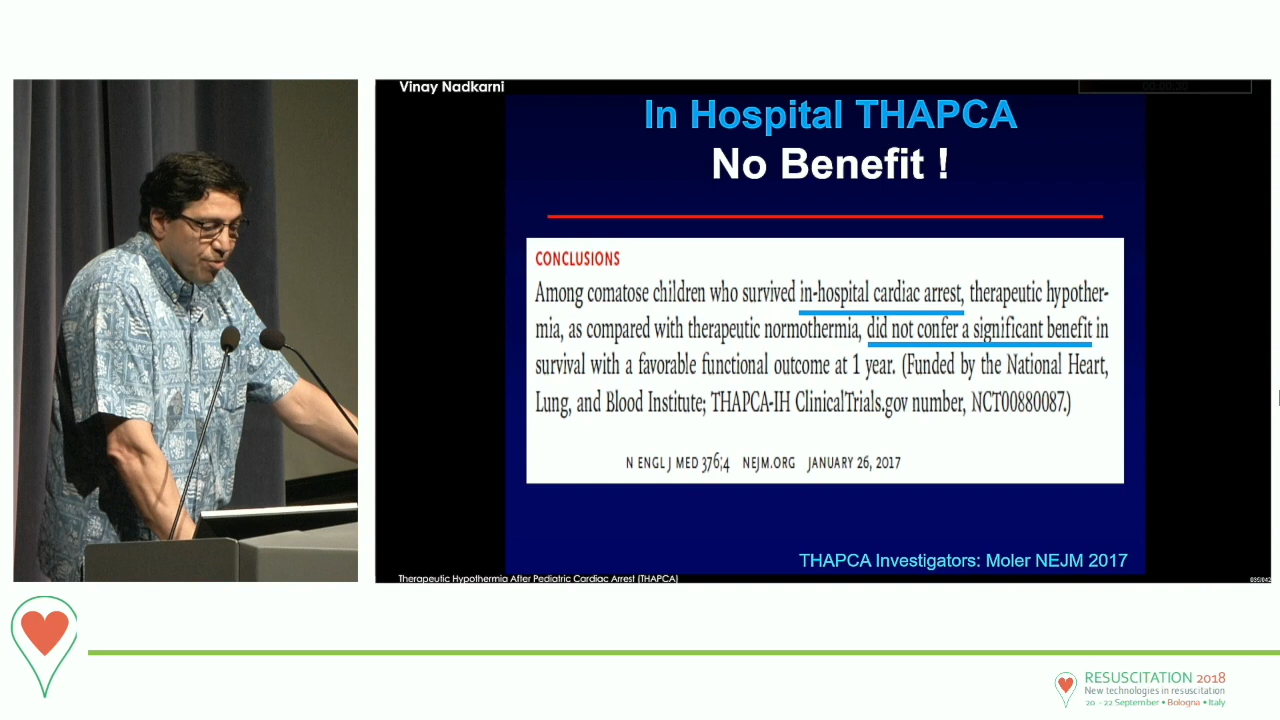 Vinay Nadkarni
In Hospital THAPCA
No Benefit !
CONCLUSIONS
Among comatose children who survived in-hospital cardiac arrest, therapeutic hypother-
mia, as compared with therapeutic normothermia, did not confer a significant benefit in
survival with a favorable functional outcome at 1 year. (Funded by the National Heart,
Lung, and Blood Institute; THAPCA-IH ClinicalTrials.gov number, NCT00880087.)
N ENGL J MED 376;4 NEJM.ORG JANUARY 26, 2017
THAPCA Investigators: Moler NEJM 2017
Therapeutic Hypothermia After Pediatric Cardiac Arrest (THAPCA)
RESUSCITATION 2018
New technologies in resuscitation
20 - 22 September • Bologna • Italy